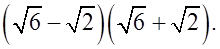 (√6 − √2)(√6 + √2).